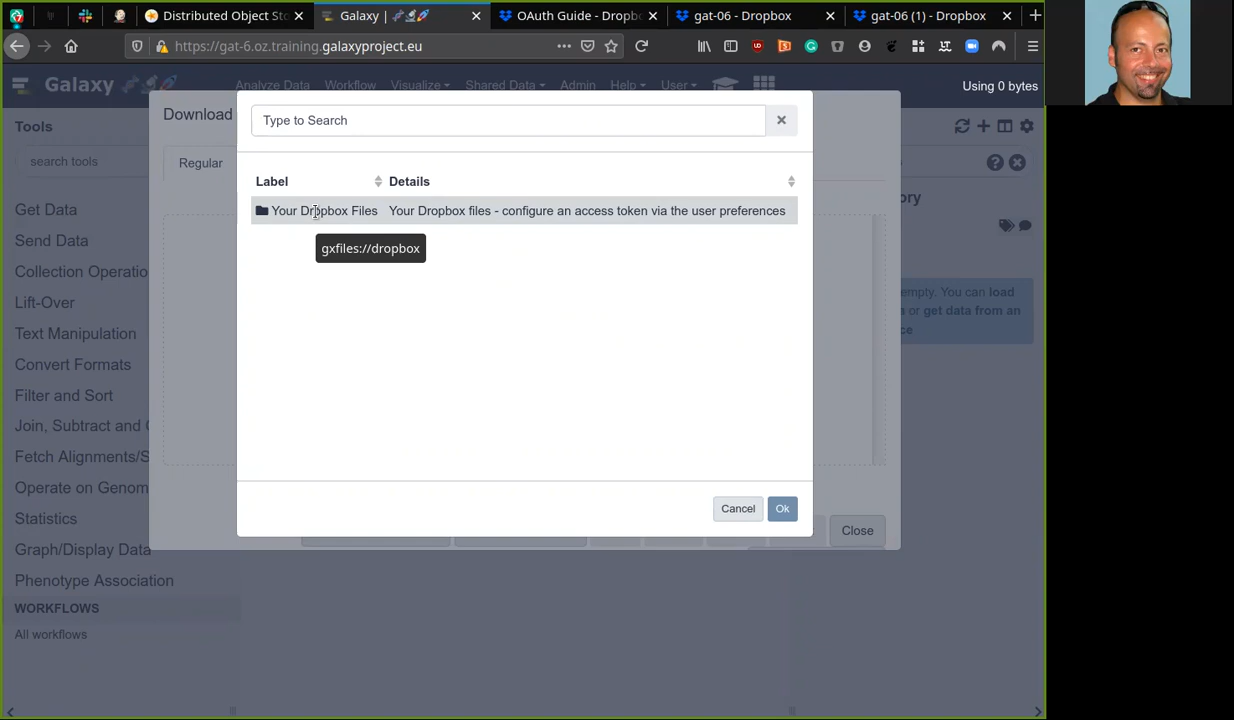 Distributed Object Sto
Galaxy |
OAuth Guide - Dropbo
gat-06 - Dropbox
gat-06 (1) - Dropbox
https://gat-6.oz.training.galaxyproject.eu
Galaxy
Analyze Data Workflow Visualize Shared Data Admin Help User
Using 0 bytes
Tools
search tools
Get Data
Send Data
Collection Operatio
Lift-Over
Text Manipulation
Convert Formats
Filter and Sort
Join, Subtract and
Fetch Alignments/S
Operate on Genom
Statistics
Graph/Display Data
Phenotype Association
WORKFLOWS
All workflows
Download
Regular
Type to Search
Label Details
Your Dropbox Files Your Dropbox files - configure an access token via the user preferences
gxfiles://dropbox
Cancel Ok
Close
ory
empty. You can load
or get data from an